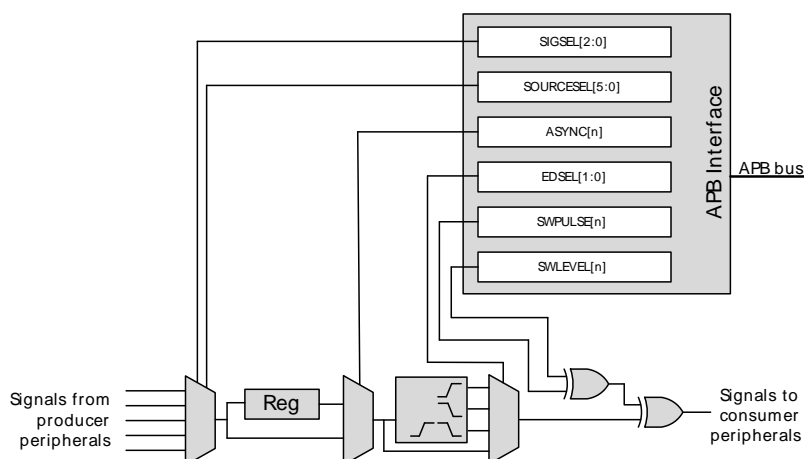 SIGSEL[2:0]
SOURCESEL[5:0]
ASYNC[n]
EDSEL[1:0]
SWPULSE[n]
SWLEVEL[n]
APB Interface
APB bus
Signals from
producer
peripherals
Reg
Signals to
consumer
peripherals